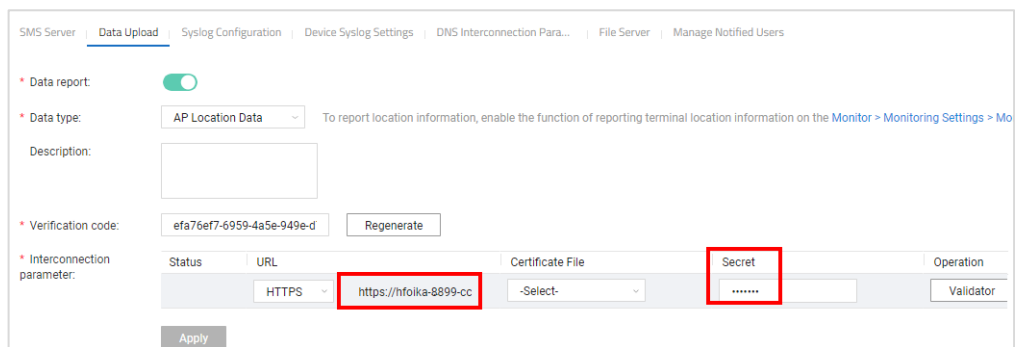 SMS Server | Data Upload | Syslog Configuration | Device Syslog Settings | DNS Interconnection Para... | File Server | Manage Notified Users
* Data report:
* Data type: AP Location Data To report location information, enable the function of reporting terminal location information on the Monitor > Monitoring Settings > Mo
Description:
* Verification code: efa76ef7-6959-4a5e-949e-d Regenerate
* Interconnection parameter: Status URL Certificate File Secret Operation
HTTPS https://hfoika-8899-cc -Select- ••••••• Validator
Apply